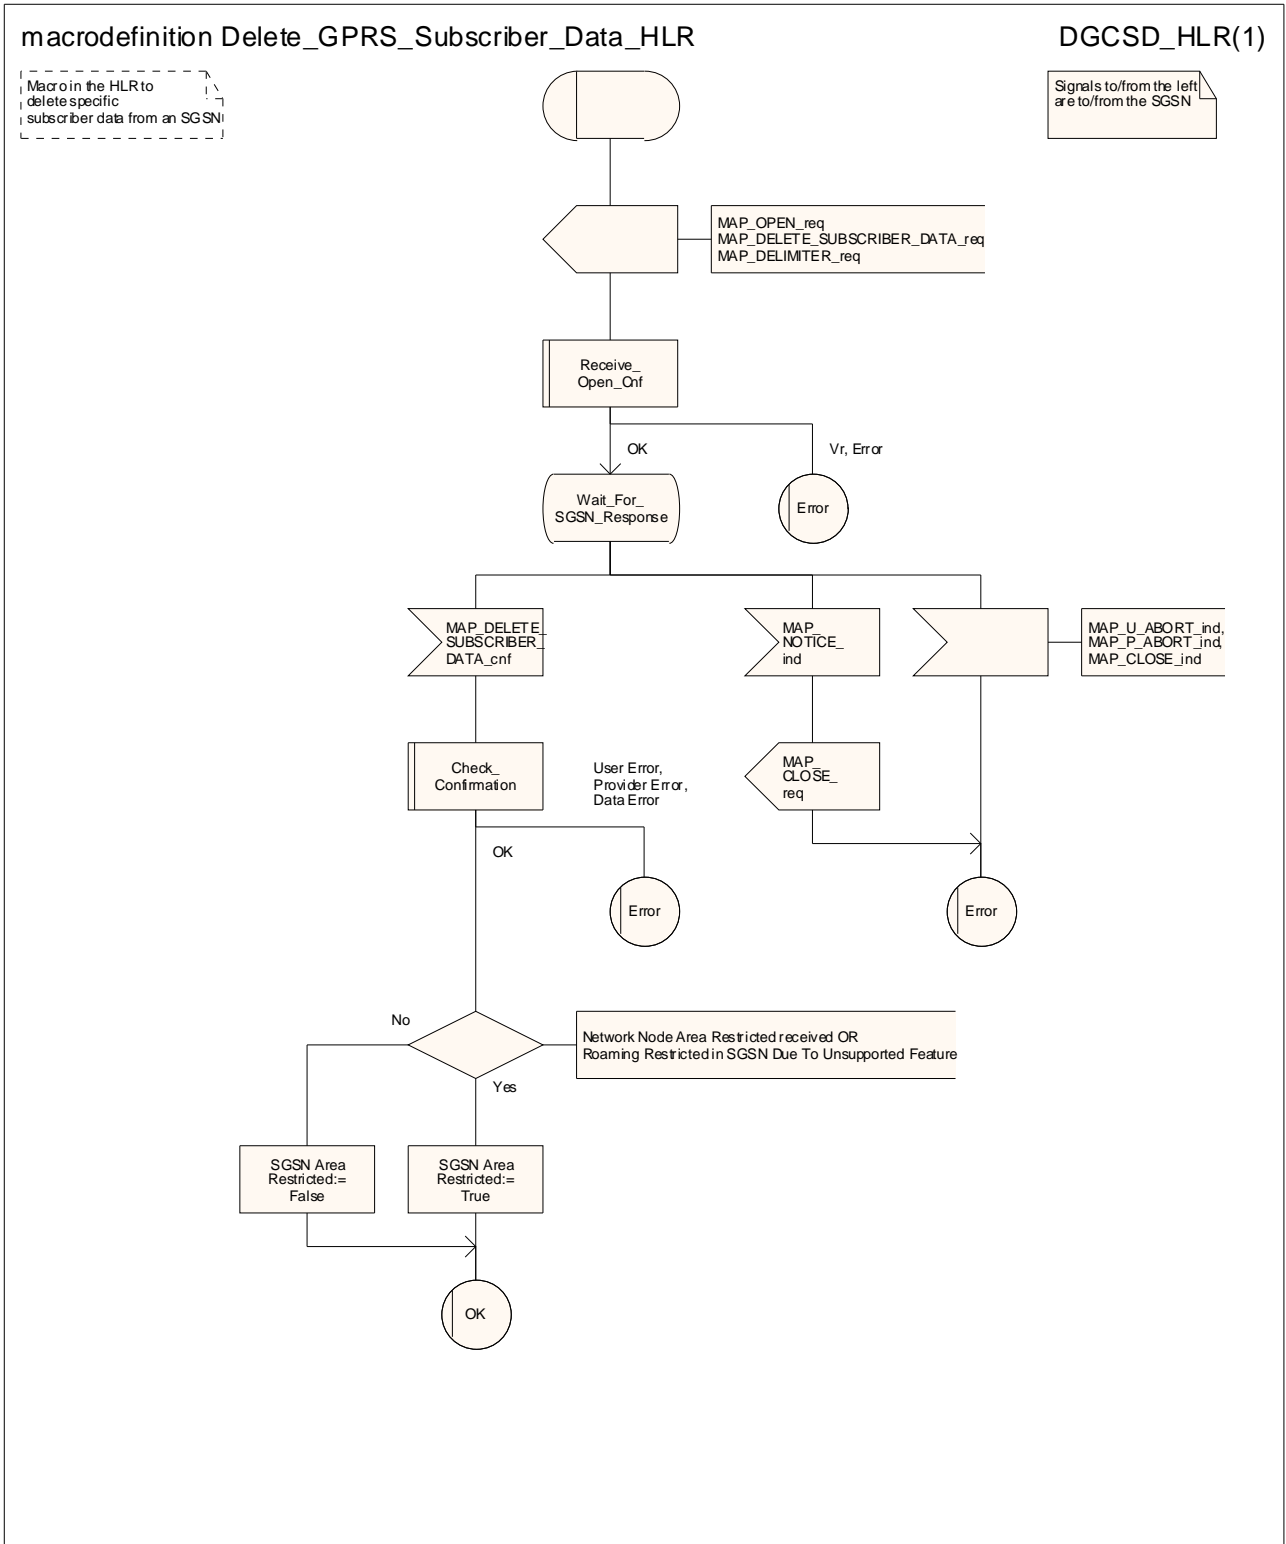 macrodefinition Delete_GPRS_Subscriber_Data_HLR
DGCSD_HLR(1)
Macro in the HLR to
delete specific
subscriber data from an SGSN
Signals to/from the left
are to/from the SGSN
MAP_OPEN_req
MAP_DELETE_SUBSCRIBER_DATA_req
MAP_DELIMITER_req
Receive_
Open_Cnf
OK
Vr, Error
Wait_For_
SGSN_Response
Error
MAP_DELETE_
SUBSCRIBER_
DATA_cnf
MAP_
NOTICE_
ind
MAP_U_ABORT_ind,
MAP_P_ABORT_ind,
MAP_CLOSE_ind
Check_
Confirmation
User Error,
Provider Error,
Data Error
MAP_
CLOSE_
req
OK
Error
Error
No
Network Node Area Restricted received OR
Roaming Restricted in SGSN Due To Unsupported Feature
Yes
SGSN Area
Restricted:=
False
SGSN Area
Restricted:=
True
OK